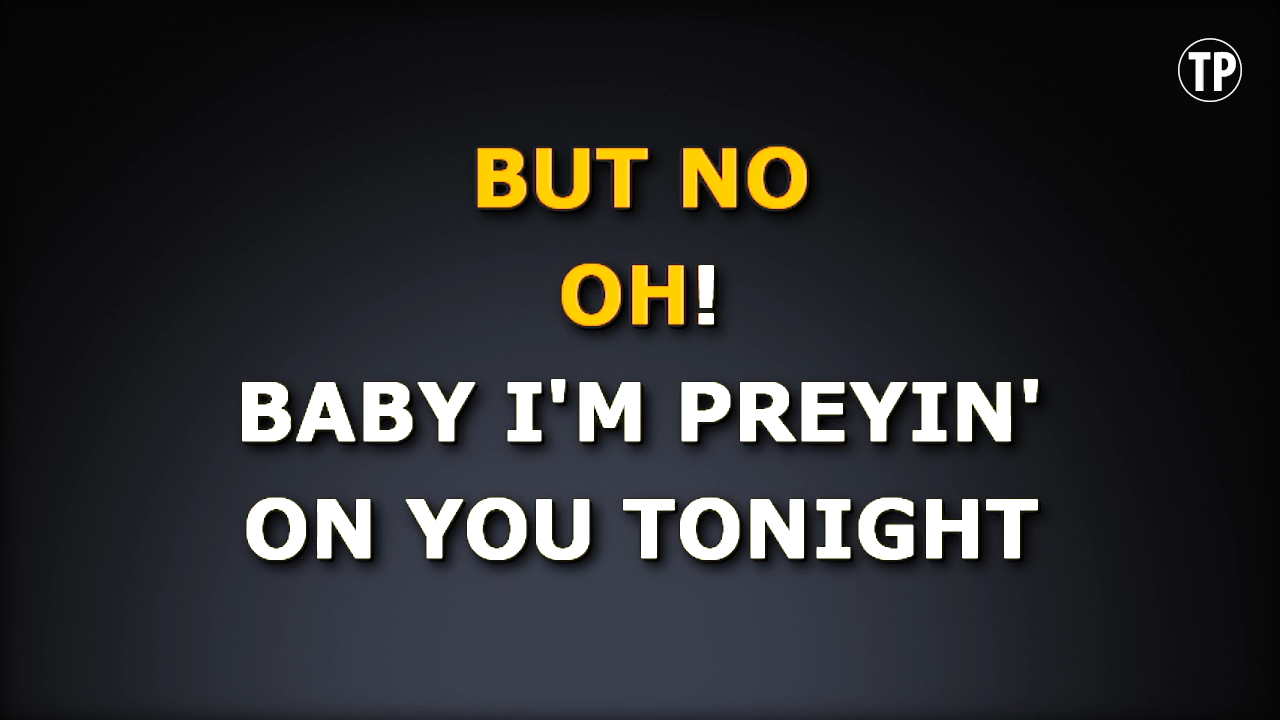 TP
BUT NO
OH!
BABY I'M PREYIN'
ON YOU TONIGHT